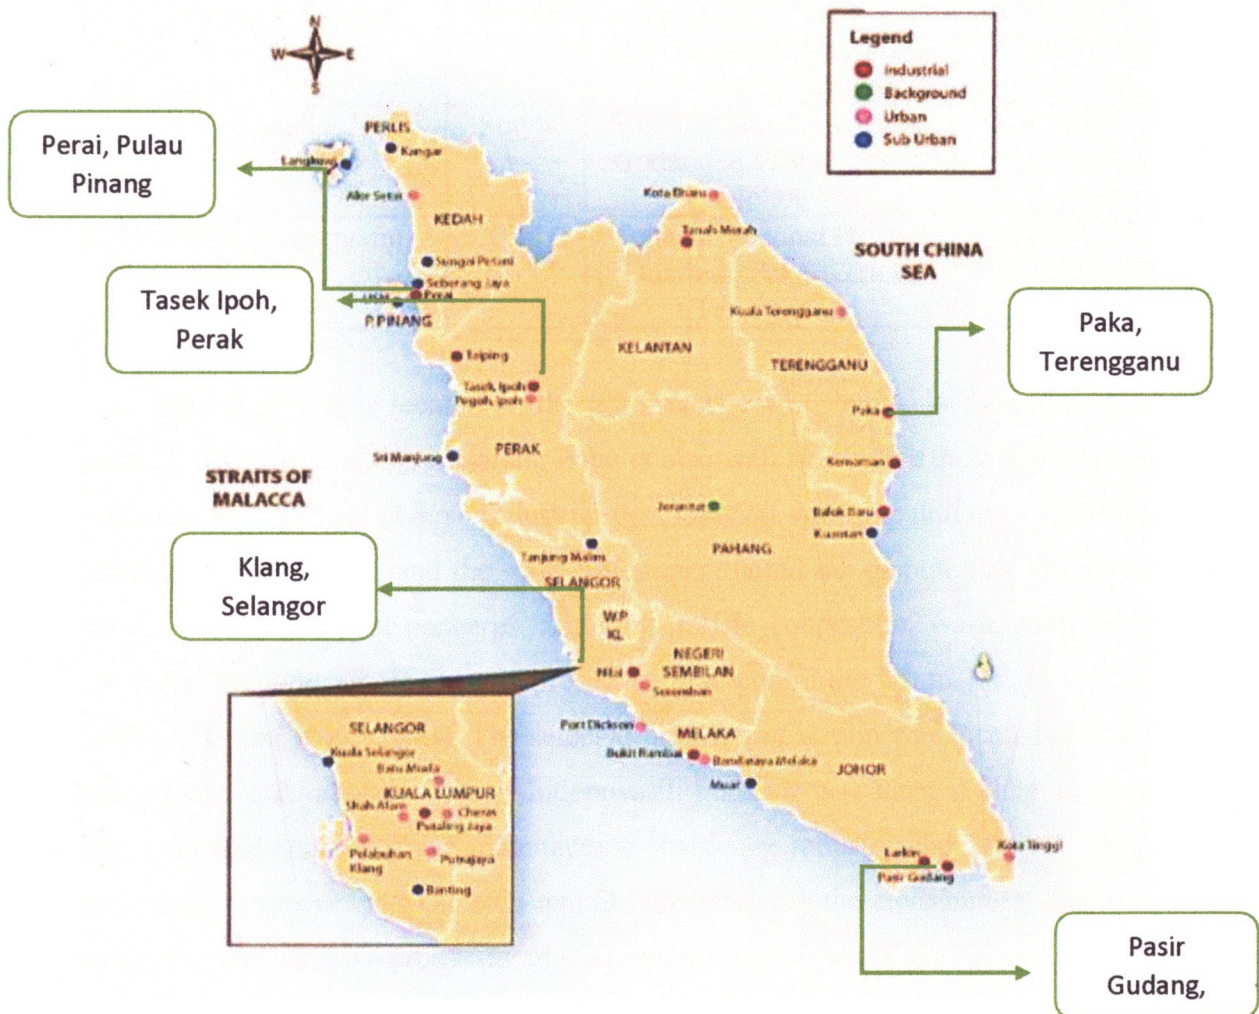 N
W E
S
Legend
Industrial
Background
Urban
Sub Urban
Perai, Pulau
Pinang
PERLIS
Kangar
Langkawi
Alor Setar
KEDAH
Kota Bharu
Tanah Merah
SOUTH CHINA
SEA
Sungai Petani
Seberang Jaya
Perai
USM
P.PINANG
Tasek Ipoh,
Perak
Kuala Terengganu
KELANTAN
TERENGGANU
Paka,
Terengganu
Taiping
Tasek, Ipoh
Pegoh, Ipoh
Paka
PERAK
Sri Manjung
Kemaman
STRAITS OF
MALACCA
Jerantut
Balok Baru
Kuantan
PAHANG
Tanjung Malim
Klang,
Selangor
SELANGOR
W.P
KL
NEGERI
SEMBILAN
Nilai
Seremban
Port Dickson
MELAKA
Bukit Rambai
Bandaraya Melaka
Muar
JOHOR
SELANGOR
Kuala Selangor
Batu Muda
KUALA LUMPUR
Shah Alam
Cheras
Petaling Jaya
Pelabuhan
Klang
Putrajaya
Banting
Larkin
Kota Tinggi
Pasir Gudang
Pasir
Gudang,